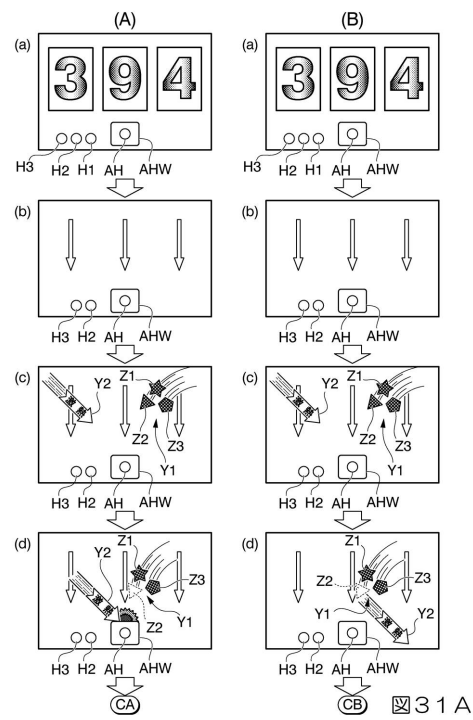 (A) (B)
(a) (a)
3 9 4 3 9 4
H3 H2 H1 AH AHW H3 H2 H1 AH AHW
(b) (b)
H3 H2 AH AHW H3 H2 AH AHW
(c) Y2 Z1 (c) Y2 Z1
Z2 Z3 Z2 Z3
H3 H2 AH Y1 AHW H3 H2 AH Y1 AHW
(d) Y2 Z1 (d) Z1
Z3 Z2 Z3
Y1 Y1 Y2
H3 H2 AH Z2 AHW H3 H2 AH AHW
CA CB 図31A